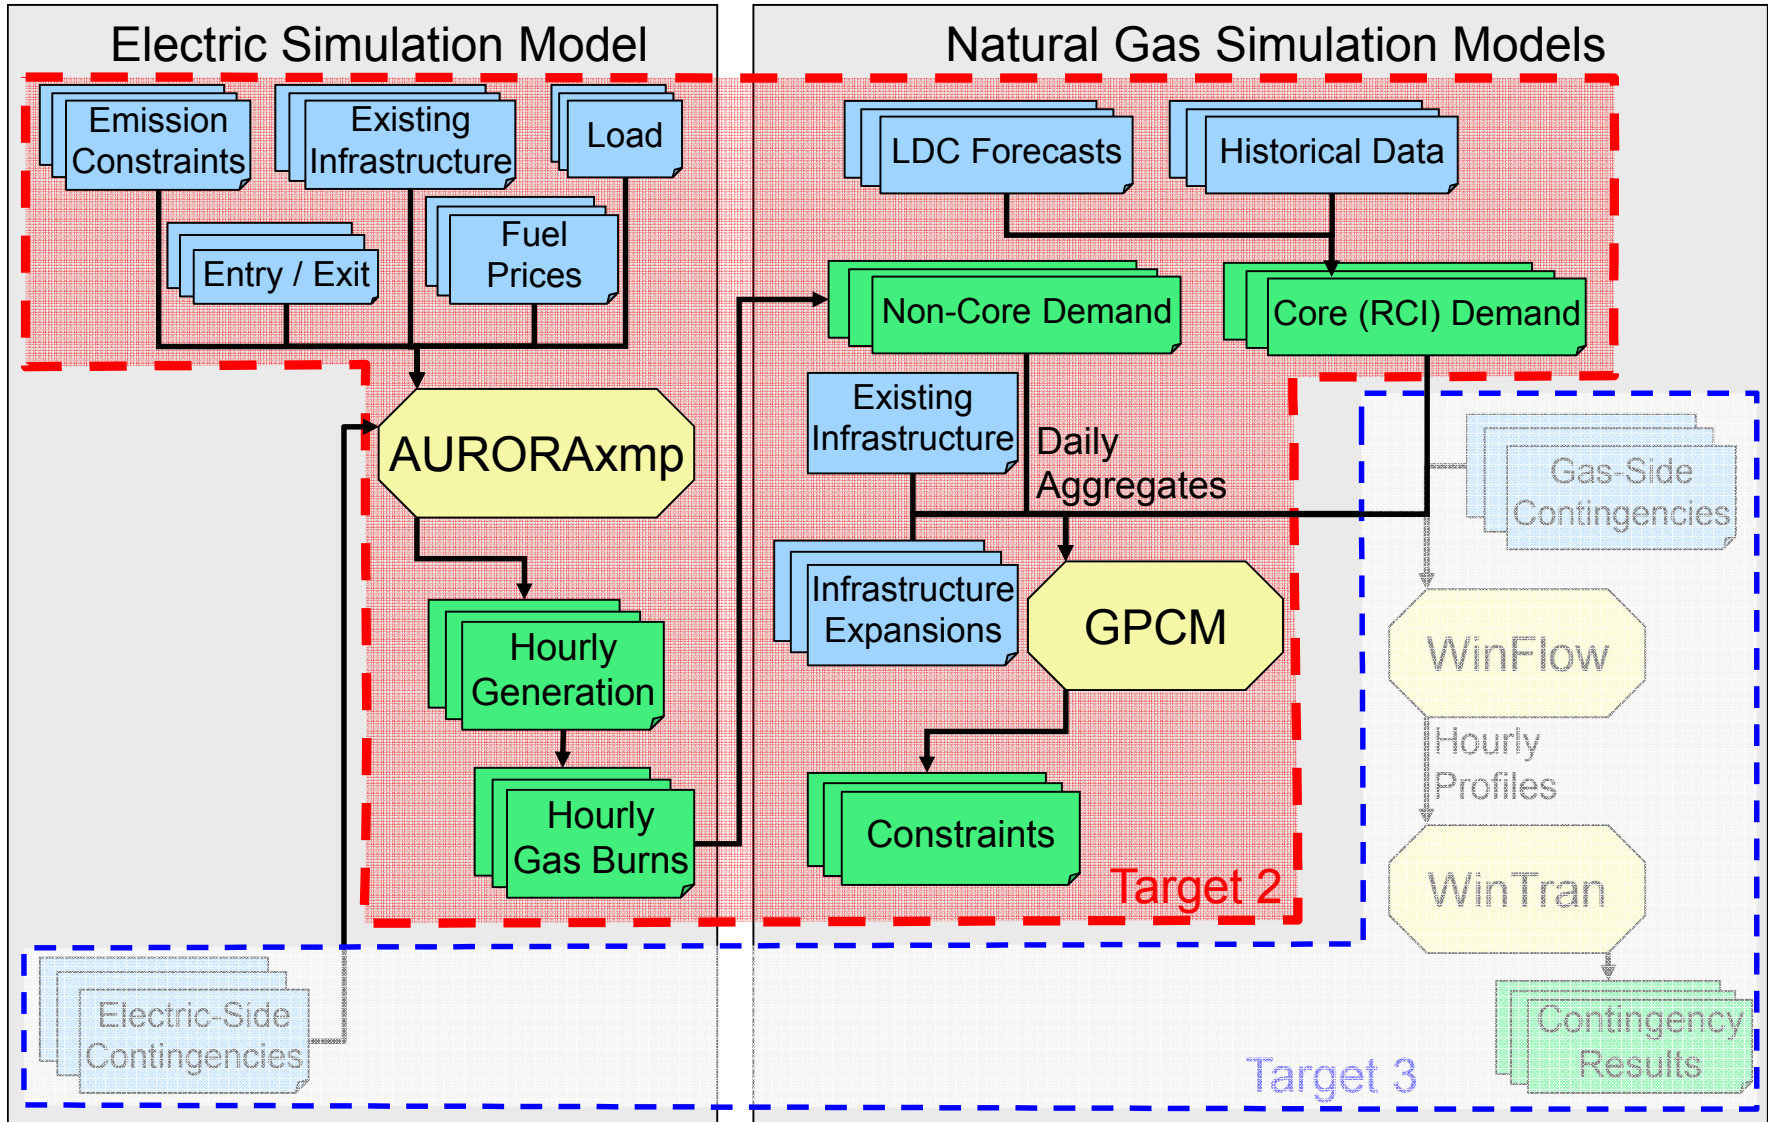 Electric Simulation Model
Natural Gas Simulation Models
Emission
Constraints
Existing
Infrastructure
Load
Entry / Exit
Fuel
Prices
LDC Forecasts
Historical Data
Non-Core Demand
Core (RCI) Demand
AURORAxmp
Existing
Infrastructure
Daily
Aggregates
Gas-Side
Contingencies
Infrastructure
Expansions
GPCM
WinFlow
Hourly
Generation
Hourly
Profiles
Hourly
Gas Burns
Constraints
WinTran
Target 2
Electric-Side
Contingencies
Contingency
Results
Target 3